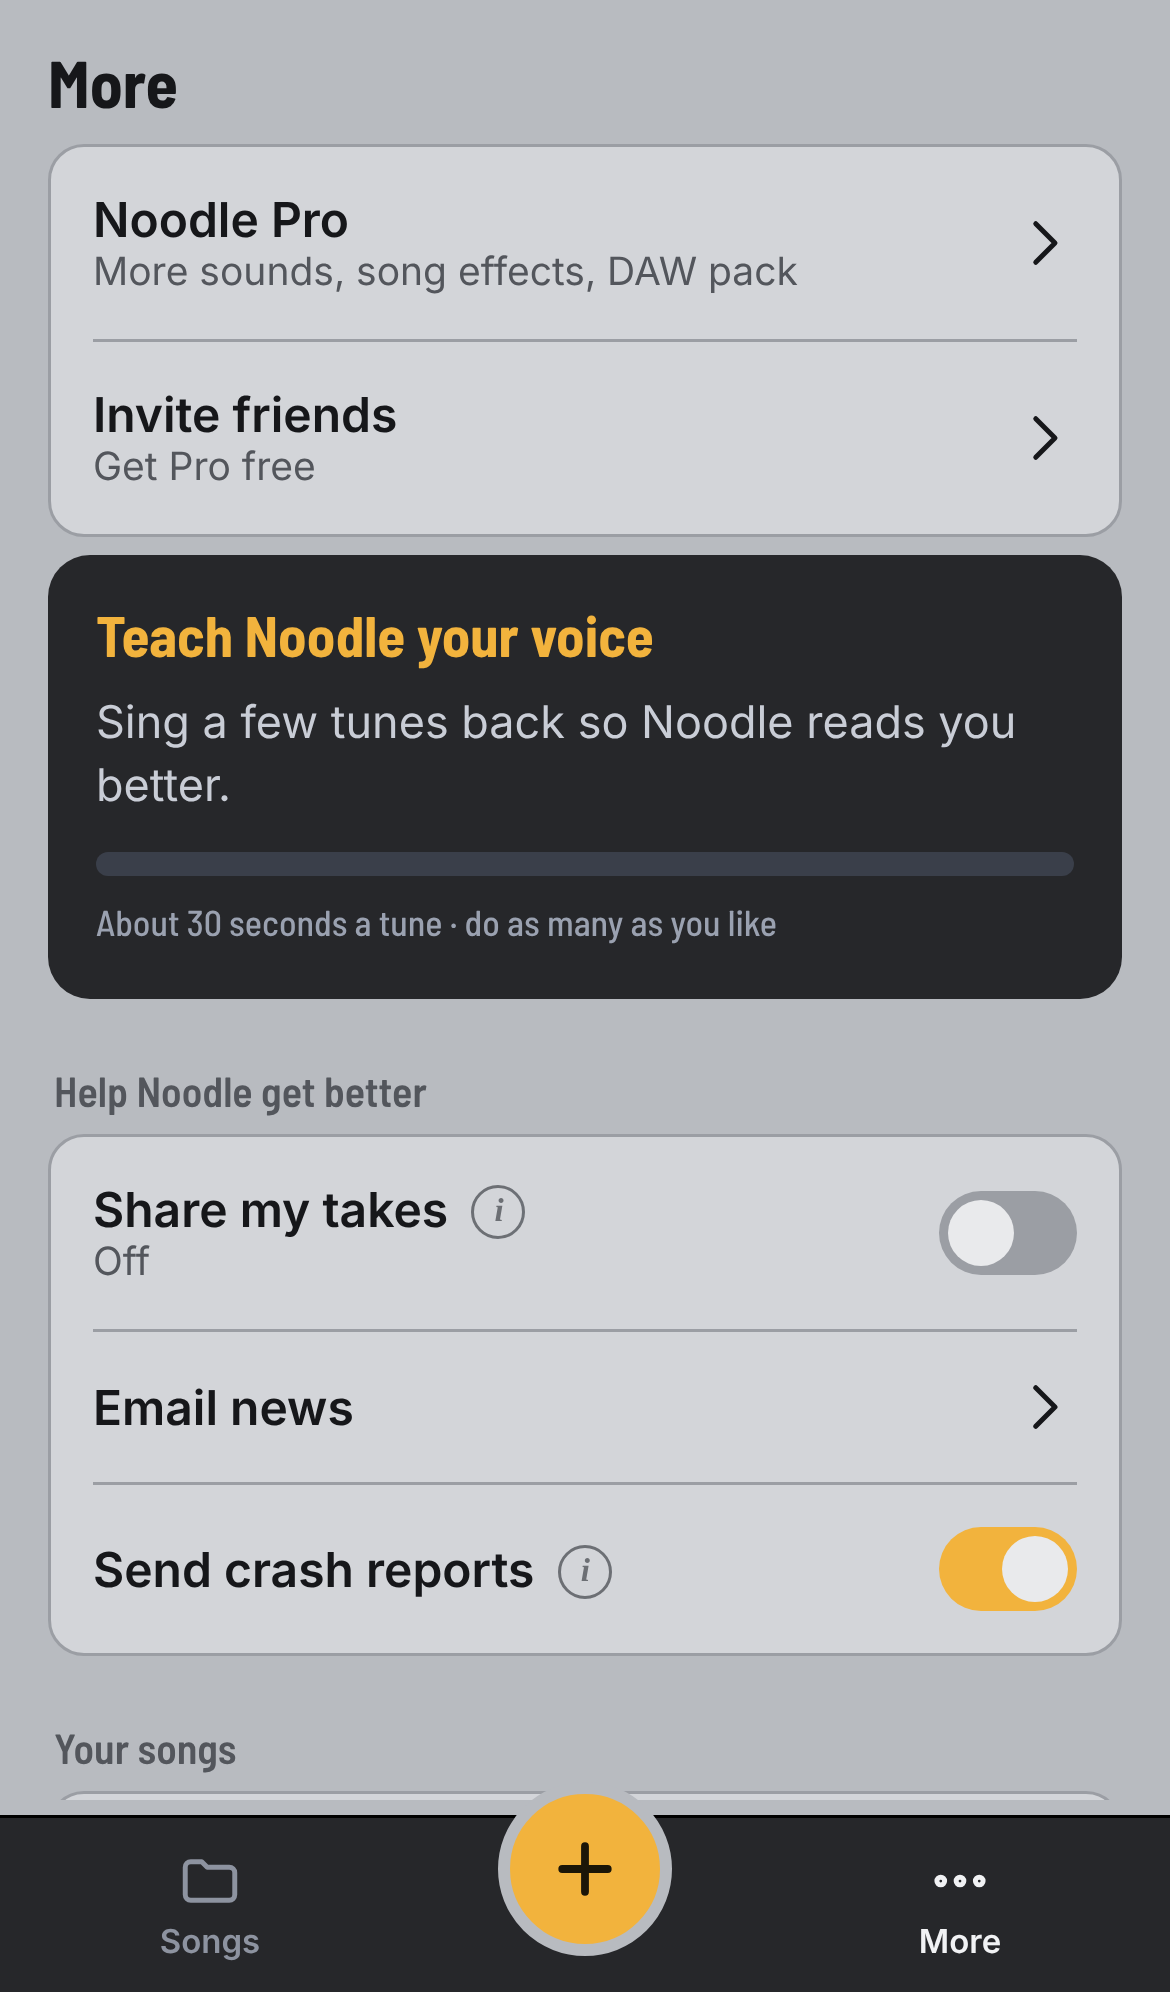 More
Noodle Pro
More sounds, song effects, DAW pack
Invite friends
Get Pro free
Teach Noodle your voice
Sing a few tunes back so Noodle reads you
better.
About 30 seconds a tune · do as many as you like
Help Noodle get better
Share my takes i
Off
Email news
Send crash reports i
Your songs
Songs
More